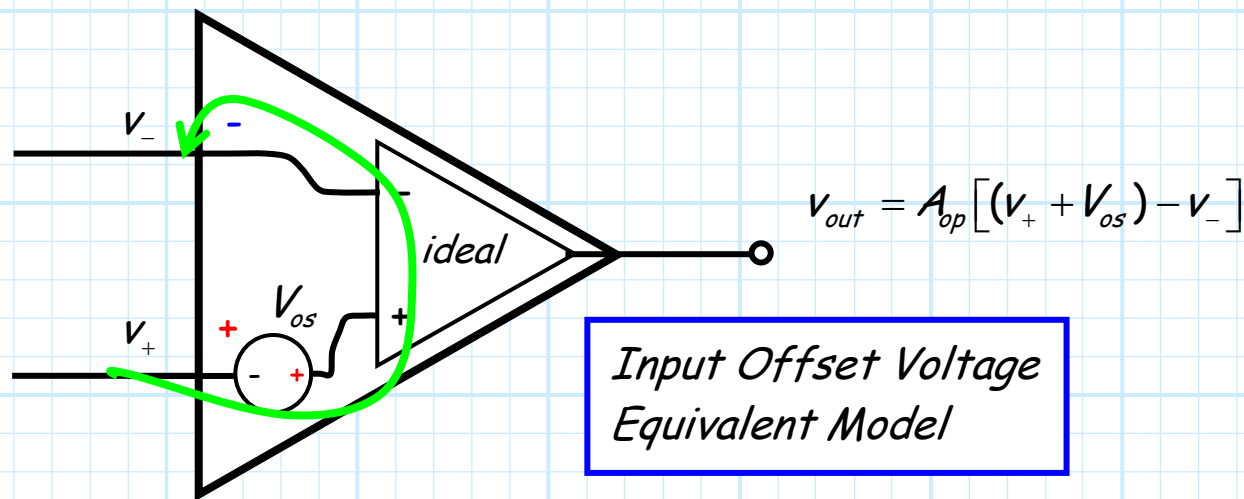 v₋
-
-
v_out = A_op[(v₊ + V_os) − v₋]
ideal
V_os
+
+
v₊
- +
Input Offset Voltage
Equivalent Model